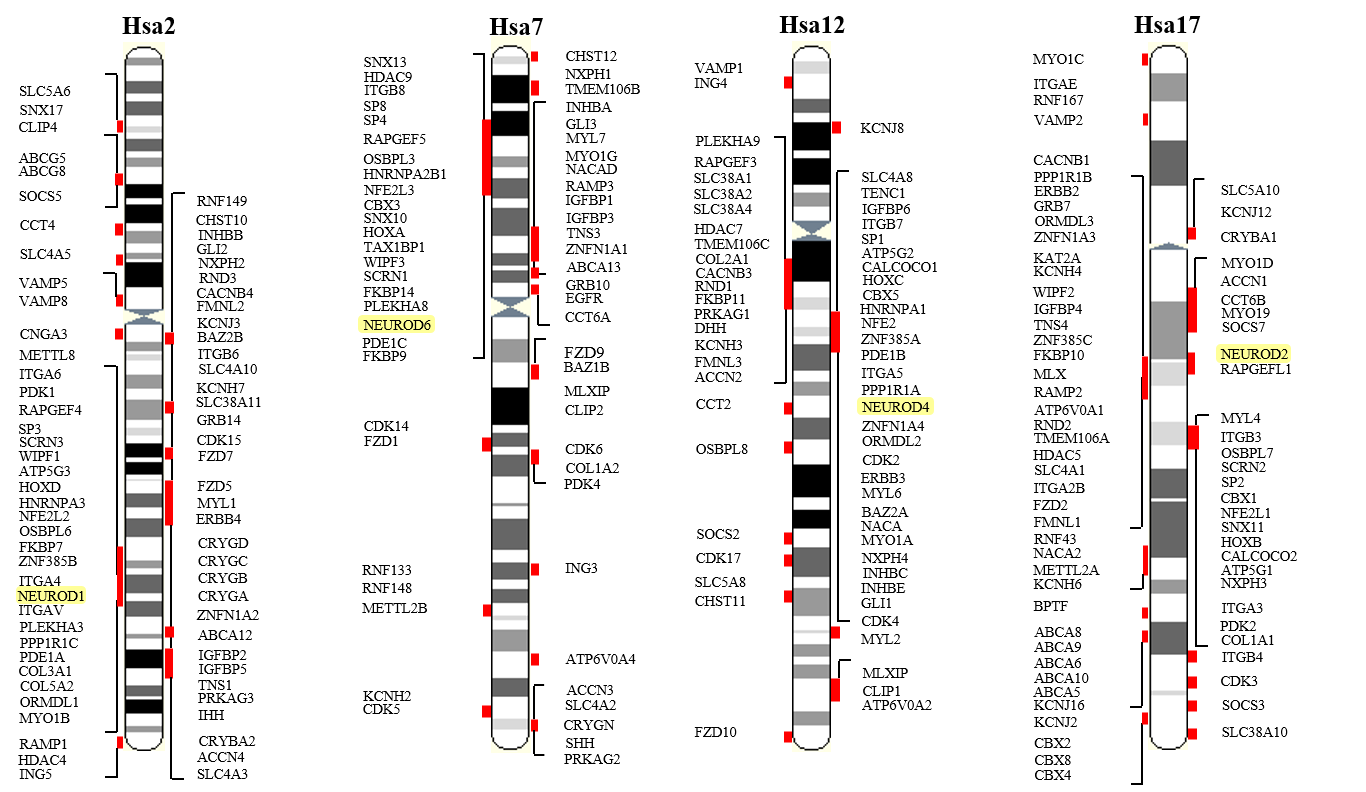 Hsa2
SLC5A6
SNX17
CLIP4
ABCG5
ABCG8
SOCS5
CCT4
SLC4A5
VAMP5
VAMP8
CNGA3
METTL8
ITGA6
PDK1
RAPGEF4
SP3
SCRN3
WIPF1
ATP5G3
HOXD
HNRNPA3
NFE2L2
OSBPL6
FKBP7
ZNF385B
ITGA4
NEUROD1
ITGAV
PLEKHA3
PPP1R1C
PDE1A
COL3A1
COL5A2
ORMDL1
MYO1B
RAMP1
HDAC4
ING5
RNF149
CHST10
INHBB
GLI2
NXPH2
RND3
CACNB4
FMNL2
KCNJ3
BAZ2B
ITGB6
SLC4A10
KCNH7
SLC38A11
GRB14
CDK15
FZD7
FZD5
MYL1
ERBB4
CRYGD
CRYGC
CRYGB
CRYGA
ZNFN1A2
ABCA12
IGFBP2
IGFBP5
TNS1
PRKAG3
IHH
CRYBA2
ACCN4
SLC4A3
Hsa7
SNX13
HDAC9
ITGB8
SP8
SP4
RAPGEF5
OSBPL3
HNRNPA2B1
NFE2L3
CBX3
SNX10
HOXA
TAX1BP1
WIPF3
SCRN1
FKBP14
PLEKHA8
NEUROD6
PDE1C
FKBP9
CDK14
FZD1
RNF133
RNF148
METTL2B
KCNH2
CDK5
CHST12
NXPH1
TMEM106B
INHBA
GLI3
MYL7
MYO1G
NACAD
RAMP3
IGFBP1
IGFBP3
TNS3
ZNFN1A1
ABCA13
GRB10
EGFR
CCT6A
FZD9
BAZ1B
MLXIP
CLIP2
CDK6
COL1A2
PDK4
ING3
ATP6V0A4
ACCN3
SLC4A2
CRYGN
SHH
PRKAG2
Hsa12
VAMP1
ING4
PLEKHA9
RAPGEF3
SLC38A1
SLC38A2
SLC38A4
HDAC7
TMEM106C
COL2A1
CACNB3
RND1
FKBP11
PRKAG1
DHH
KCNH3
FMNL3
ACCN2
CCT2
OSBPL8
SOCS2
CDK17
SLC5A8
CHST11
FZD10
KCNJ8
SLC4A8
TENC1
IGFBP6
ITGB7
SP1
ATP5G2
CALCOCO1
HOXC
CBX5
HNRNPA1
NFE2
ZNF385A
PDE1B
ITGA5
PPP1R1A
NEUROD4
ZNFN1A4
ORMDL2
CDK2
ERBB3
MYL6
BAZ2A
NACA
MYO1A
NXPH4
INHBC
INHBE
GLI1
CDK4
MYL2
MLXIP
CLIP1
ATP6V0A2
Hsa17
MYO1C
ITGAE
RNF167
VAMP2
CACNB1
PPP1R1B
ERBB2
GRB7
ORMDL3
ZNFN1A3
KAT2A
KCNH4
WIPF2
IGFBP4
TNS4
ZNF385C
FKBP10
MLX
RAMP2
ATP6V0A1
RND2
TMEM106A
HDAC5
SLC4A1
ITGA2B
FZD2
FMNL1
RNF43
NACA2
METTL2A
KCNH6
BPTF
ABCA8
ABCA9
ABCA6
ABCA10
ABCA5
KCNJ16
KCNJ2
CBX2
CBX8
CBX4
SLC5A10
KCNJ12
CRYBA1
MYO1D
ACCN1
CCT6B
MYO19
SOCS7
NEUROD2
RAPGEFL1
MYL4
ITGB3
OSBPL7
SCRN2
SP2
CBX1
NFE2L1
SNX11
HOXB
CALCOCO2
ATP5G1
NXPH3
ITGA3
PDK2
COL1A1
ITGB4
CDK3
SOCS3
SLC38A10